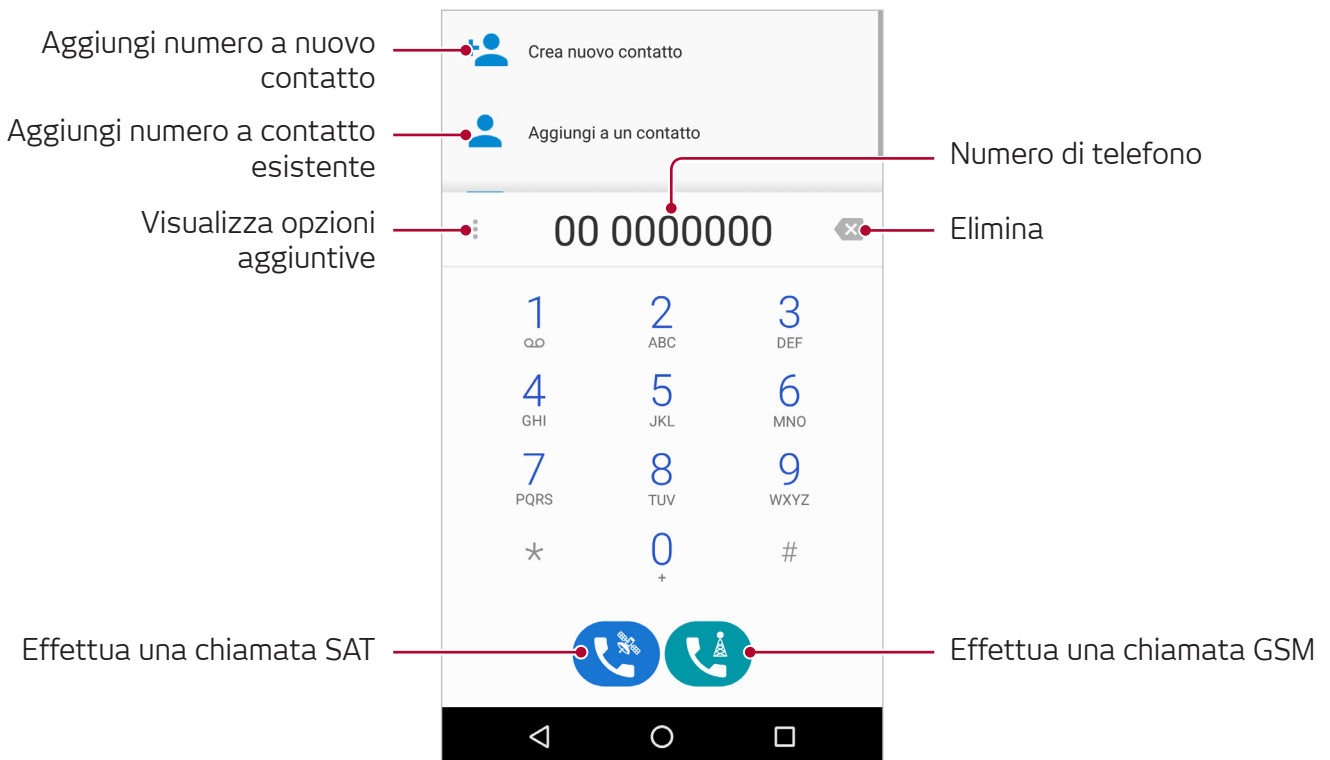 Aggiungi numero a nuovo
contatto
Crea nuovo contatto
Aggiungi numero a contatto
esistente
Aggiungi a un contatto
Numero di telefono
Visualizza opzioni
aggiuntive
00 0000000
Elimina
1 2 3
ABC DEF
4 5 6
GHI JKL MNO
7 8 9
PQRS TUV WXYZ
* 0 #
+
Effettua una chiamata SAT
Effettua una chiamata GSM